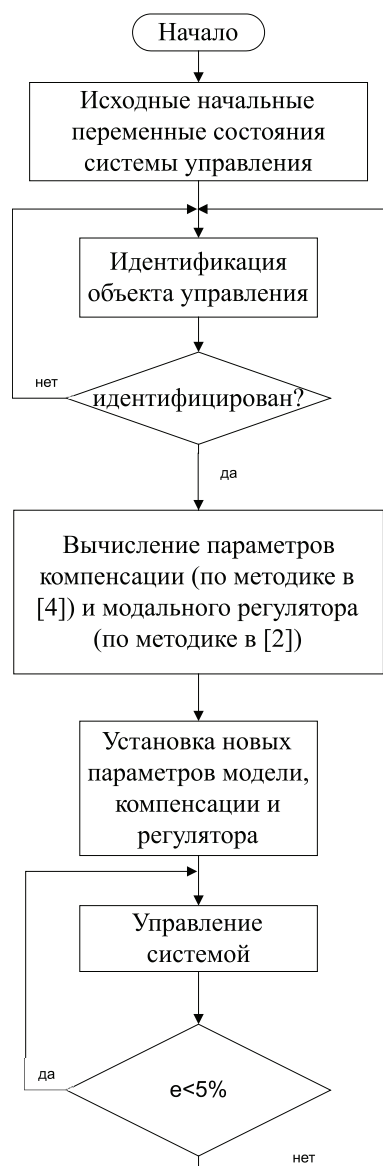 Начало
Исходные начальные
переменные состояния
системы управления
Идентификация
объекта управления
нет
идентифицирован?
да
Вычисление параметров
компенсации (по методике в
[4]) и модального регулятора
(по методике в [2])
Установка новых
параметров модели,
компенсации и
регулятора
Управление
системой
да
e<5%
нет